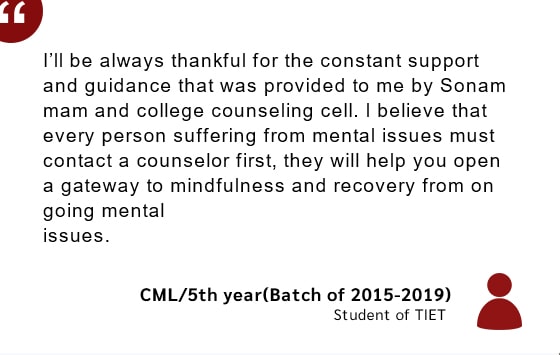 I’ll be always thankful for the constant support
and guidance that was provided to me by Sonam
mam and college counseling cell. I believe that
every person suffering from mental issues must
contact a counselor first, they will help you open
a gateway to mindfulness and recovery from on
going mental
issues.
CML/5th year(Batch of 2015-2019)
Student of TIET